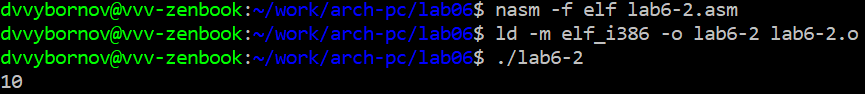 dvvybornov@vvv-zenbook:~/work/arch-pc/lab06$ nasm -f elf lab6-2.asm
dvvybornov@vvv-zenbook:~/work/arch-pc/lab06$ ld -m elf_i386 -o lab6-2 lab6-2.o
dvvybornov@vvv-zenbook:~/work/arch-pc/lab06$ ./lab6-2
10